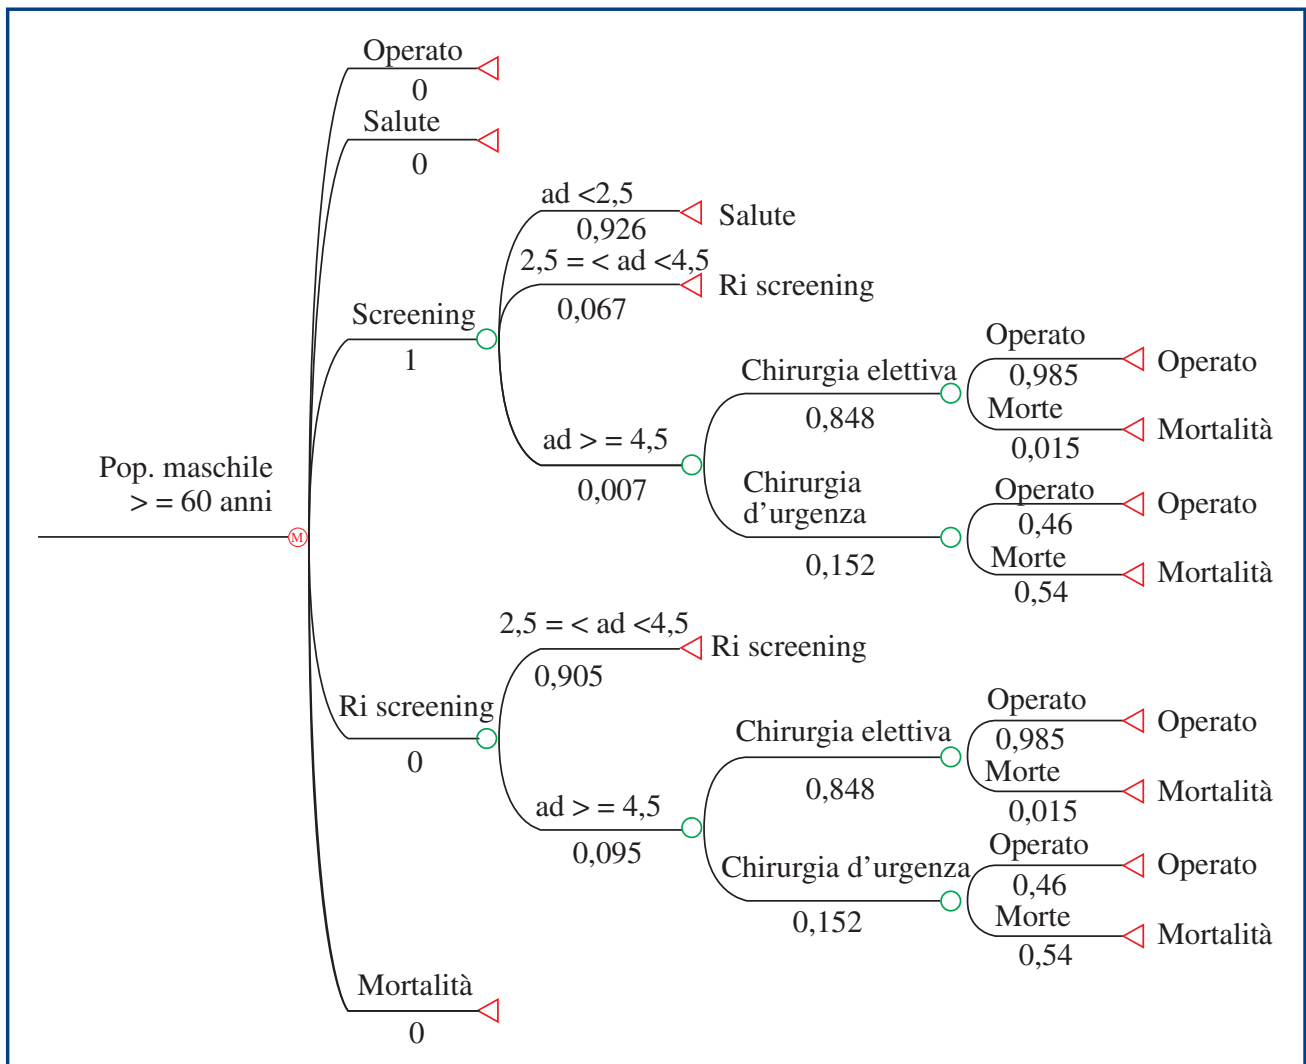 Operato
0
Salute
0
ad <2,5
0,926
Salute
2,5 = < ad <4,5
0,067
Ri screening
Screening
1
Operato
0,985
Operato
Chirurgia elettiva
0,848
Morte
0,015
Mortalità
ad > = 4,5
0,007
Pop. maschile
> = 60 anni
M
Chirurgia
d'urgenza
0,152
Operato
0,46
Operato
Morte
0,54
Mortalità
2,5 = < ad <4,5
0,905
Ri screening
Ri screening
0
Operato
0,985
Operato
Chirurgia elettiva
0,848
Morte
0,015
Mortalità
ad > = 4,5
0,095
Operato
0,46
Operato
Chirurgia d'urgenza
0,152
Morte
0,54
Mortalità
Mortalità
0